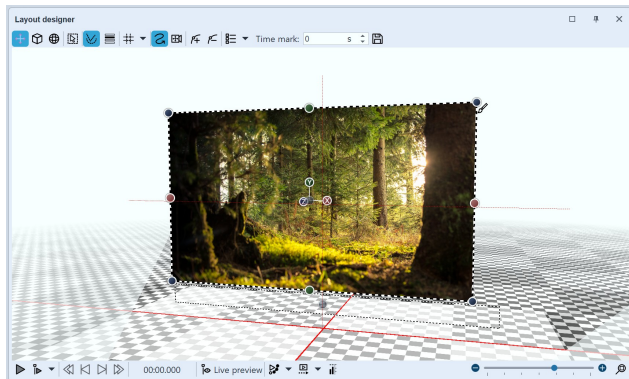 Layout designer
Time mark: 0 s
Y
Z X
00:00.000 Live preview